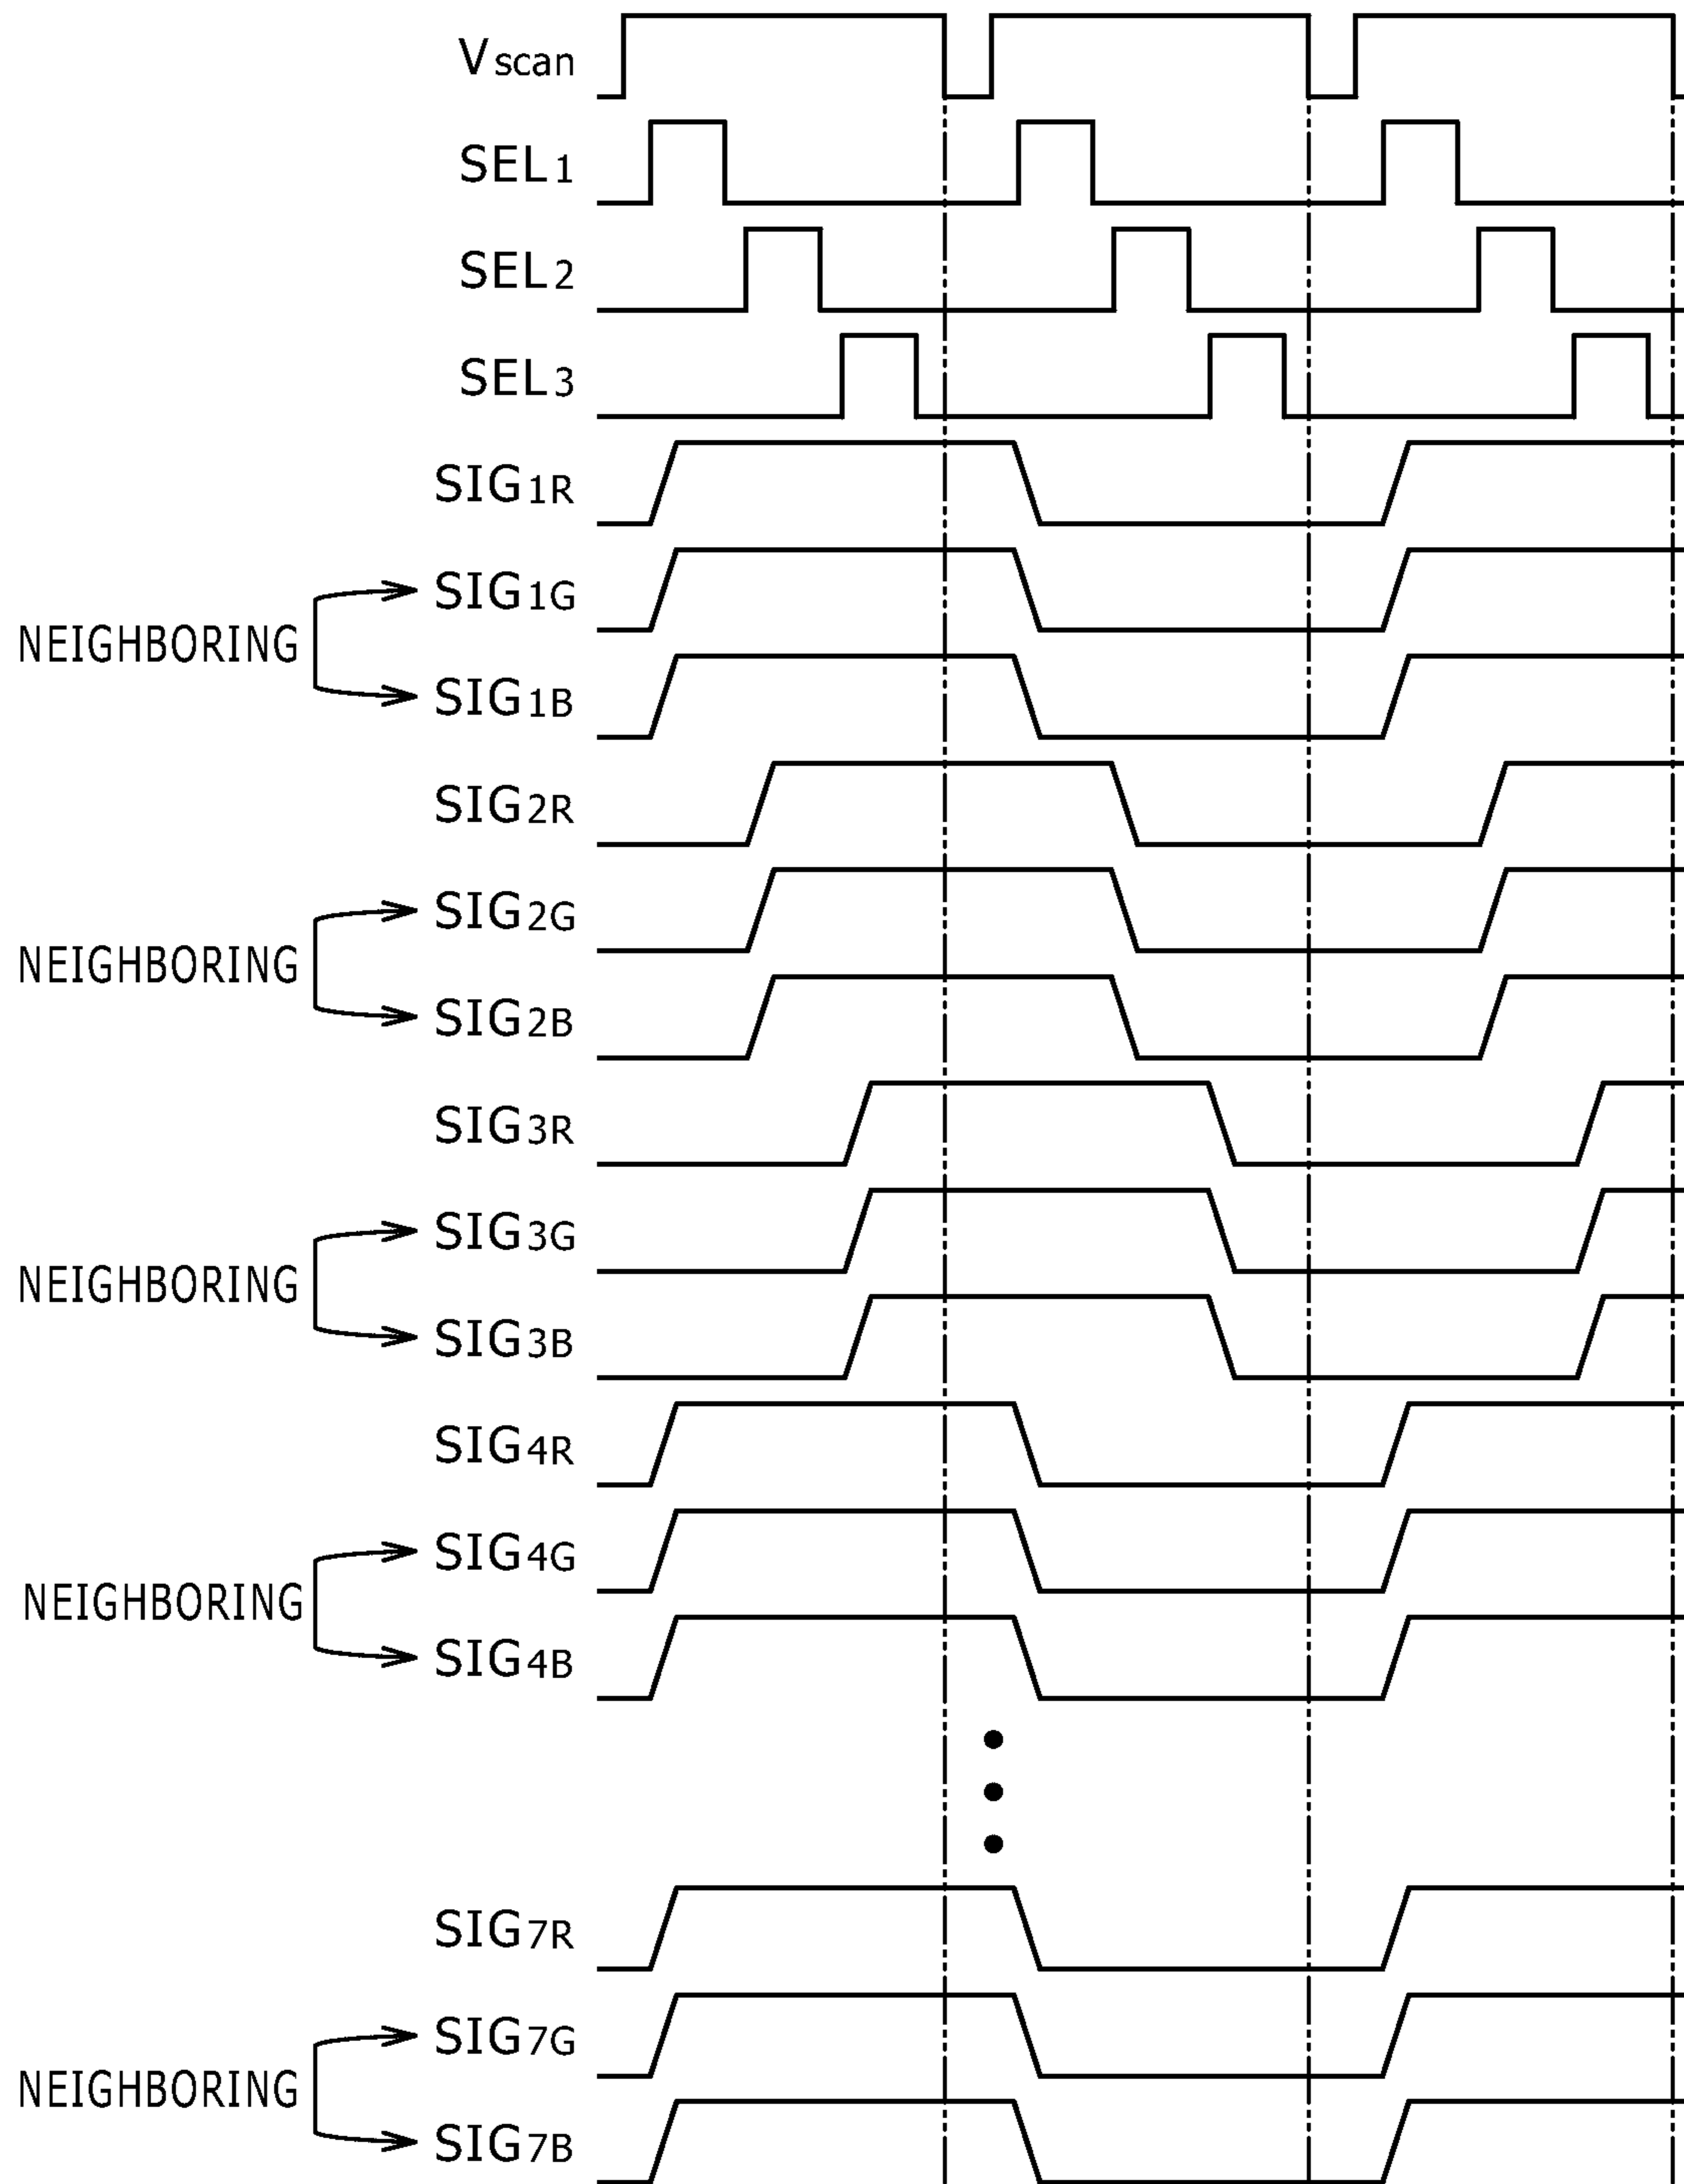 Vscan
SEL1
SEL2
SEL3
SIG1R
SIG1G
NEIGHBORING
SIG1B
SIG2R
SIG2G
NEIGHBORING
SIG2B
SIG3R
SIG3G
NEIGHBORING
SIG3B
SIG4R
SIG4G
NEIGHBORING
SIG4B
SIG7R
SIG7G
NEIGHBORING
SIG7B